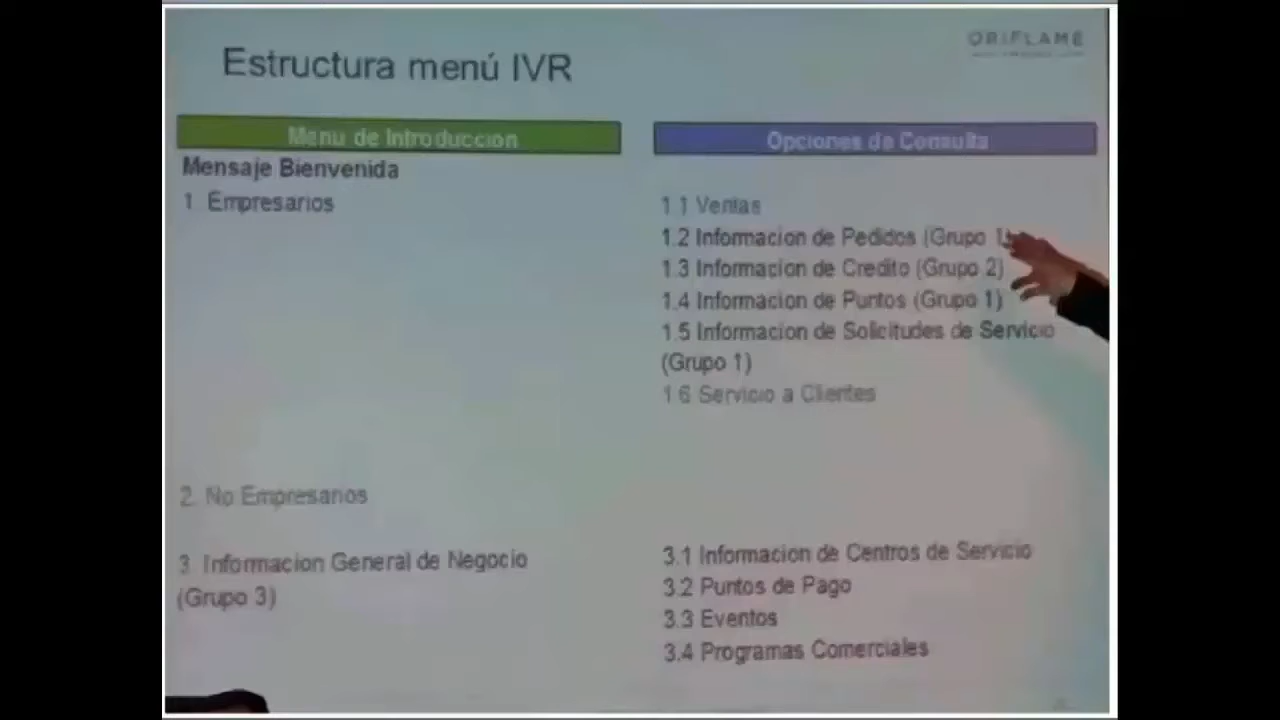 ORIFLAME
Estructura menú IVR
Menu de Introduccion
Opciones de Consulta
Mensaje Bienvenida
1. Empresarios
1.1 Ventas
1.2 Informacion de Pedidos (Grupo 1)
1.3 Informacion de Credito (Grupo 2)
1.4 Informacion de Puntos (Grupo 1)
1.5 Informacion de Solicitudes de Servicio
(Grupo 1)
1.6 Servicio a Clientes
2. No Empresarios
3. Informacion General de Negocio
(Grupo 3)
3.1 Informacion de Centros de Servicio
3.2 Puntos de Pago
3.3 Eventos
3.4 Programas Comerciales